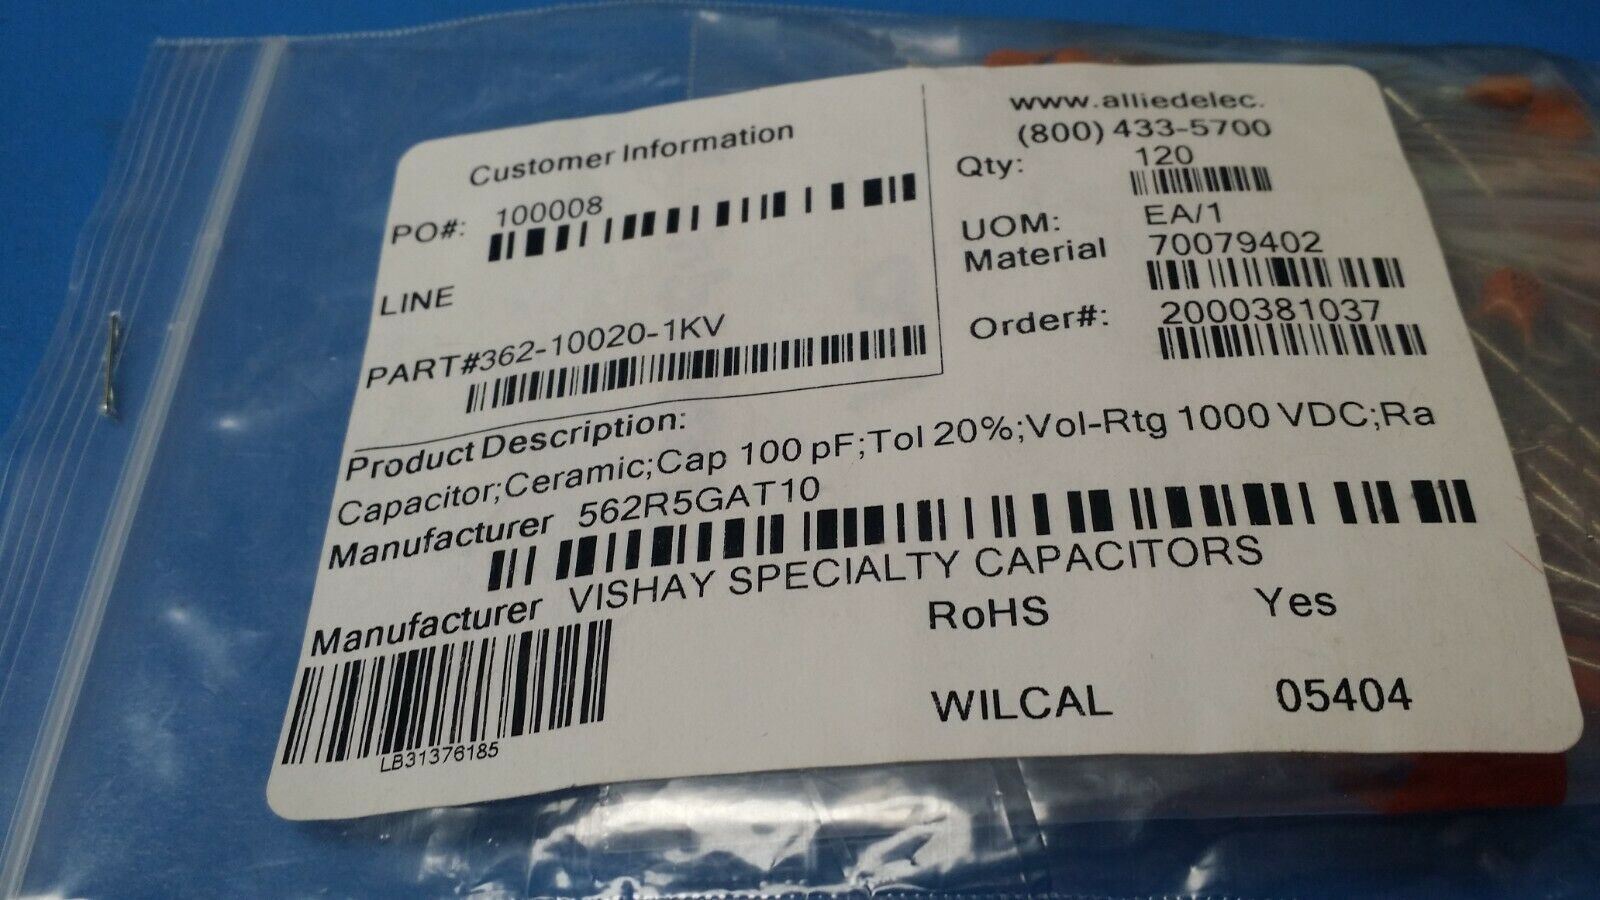 Customer Information
PO#: 100008
LINE
PART#362-10020-1KV
www.alliedelec.
(800) 433-5700
Qty: 120
UOM: EA/1
Material 70079402
Order#: 2000381037
Product Description:
Capacitor;Ceramic;Cap 100 pF;Tol 20%;Vol-Rtg 1000 VDC;Ra
Manufacturer 562R5GAT10
Manufacturer VISHAY SPECIALTY CAPACITORS
RoHS Yes
LB31376185
WILCAL 05404